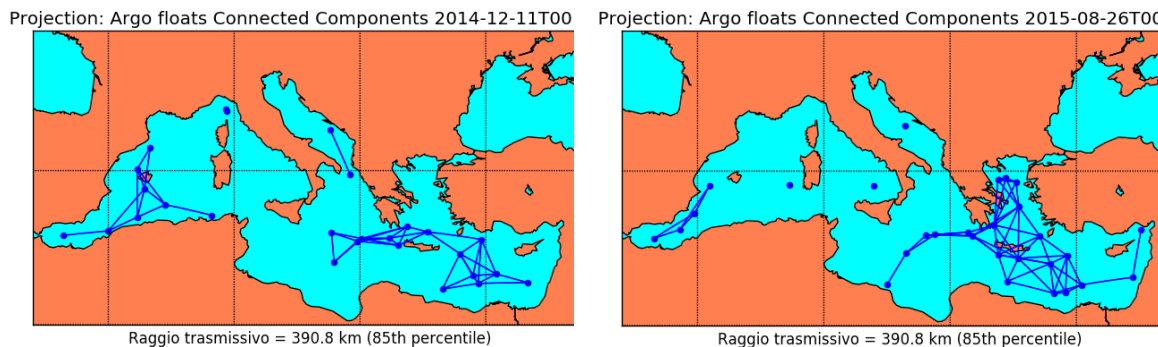 Projection: Argo floats Connected Components 2014-12-11T00
Projection: Argo floats Connected Components 2015-08-26T00
Raggio trasmissivo = 390.8 km (85th percentile)
Raggio trasmissivo = 390.8 km (85th percentile)